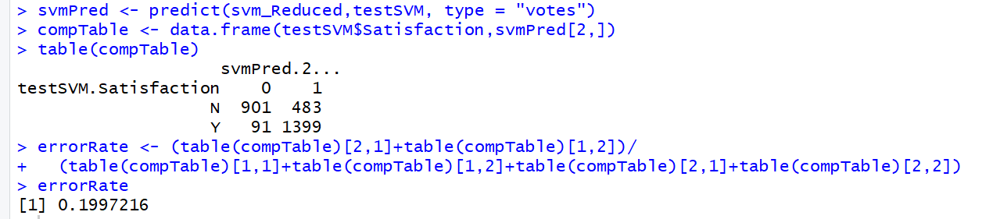 > svmPred <- predict(svm_Reduced,testSVM, type = "votes")
> compTable <- data.frame(testSVM$Satisfaction,svmPred[2,])
> table(compTable)
                    svmPred.2...
testSVM.Satisfaction    0    1
                   N  901  483
                   Y   91 1399
> errorRate <- (table(compTable)[2,1]+table(compTable)[1,2])/
+   (table(compTable)[1,1]+table(compTable)[1,2]+table(compTable)[2,1]+table(compTable)[2,2])
> errorRate
[1] 0.1997216